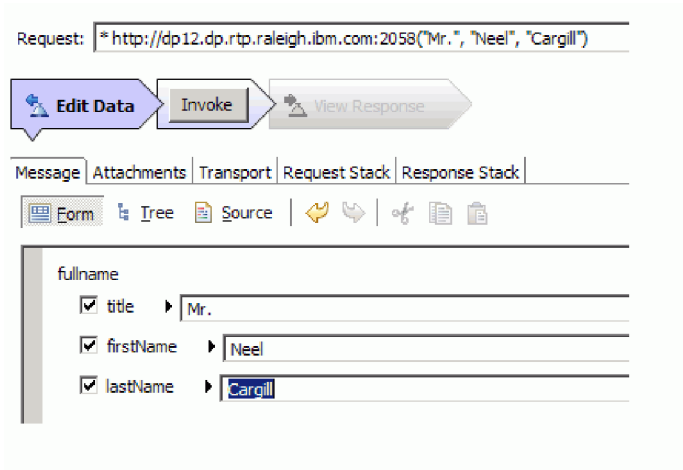 Request: * http://dp12.dp.rtp.raleigh.ibm.com:2058("Mr.", "Neel", "Cargill")
Edit Data Invoke View Response
Message Attachments Transport Request Stack Response Stack
Form Tree Source
fullname
title Mr.
firstName Neel
lastName Cargill